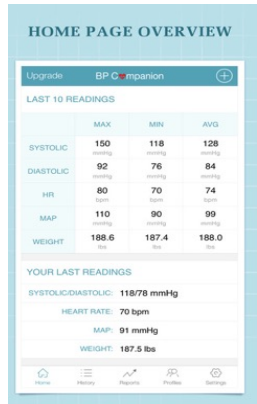 HOME PAGE OVERVIEW
Upgrade BP C mpanion
LAST 10 READINGS
MAX MIN AVG
SYSTOLIC 150 118 128
mmHg mmHg mmHg
DIASTOLIC 92 76 84
mmHg mmHg mmHg
HR 80 70 74
bpm bpm bpm
MAP 110 90 99
mmHg mmHg mmHg
WEIGHT 188.6 187.4 188.0
lbs lbs lbs
YOUR LAST READINGS
SYSTOLIC/DIASTOLIC: 118/78 mmHg
HEART RATE: 70 bpm
MAP: 91 mmHg
WEIGHT: 187.5 lbs
Home History Reports Profiles Settings